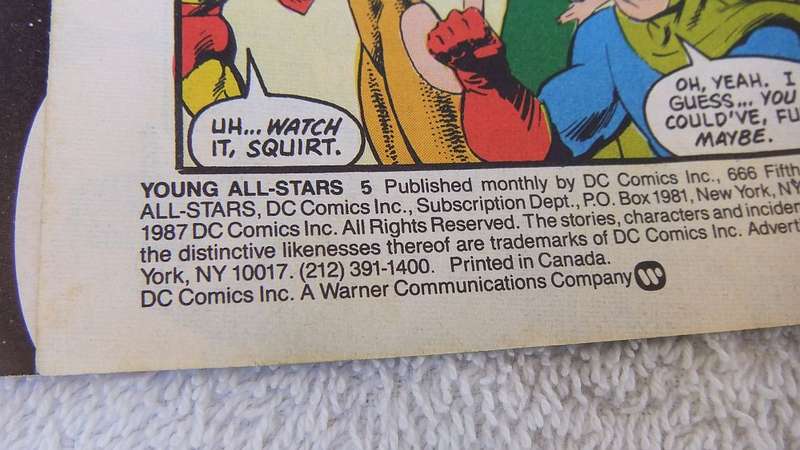 UH... WATCH
IT, SQUIRT.
OH, YEAH. I
GUESS... YOU
COULD'VE, FU
MAYBE.
YOUNG ALL-STARS 5 Published monthly by DC Comics Inc., 666 Fifth
ALL-STARS, DC Comics Inc., Subscription Dept., P.O. Box 1981, New York, NY
1987 DC Comics Inc. All Rights Reserved. The stories, characters and inciden
the distinctive likenesses thereof are trademarks of DC Comics Inc. Advert
York, NY 10017. (212) 391-1400. Printed in Canada.
DC Comics Inc. A Warner Communications Company